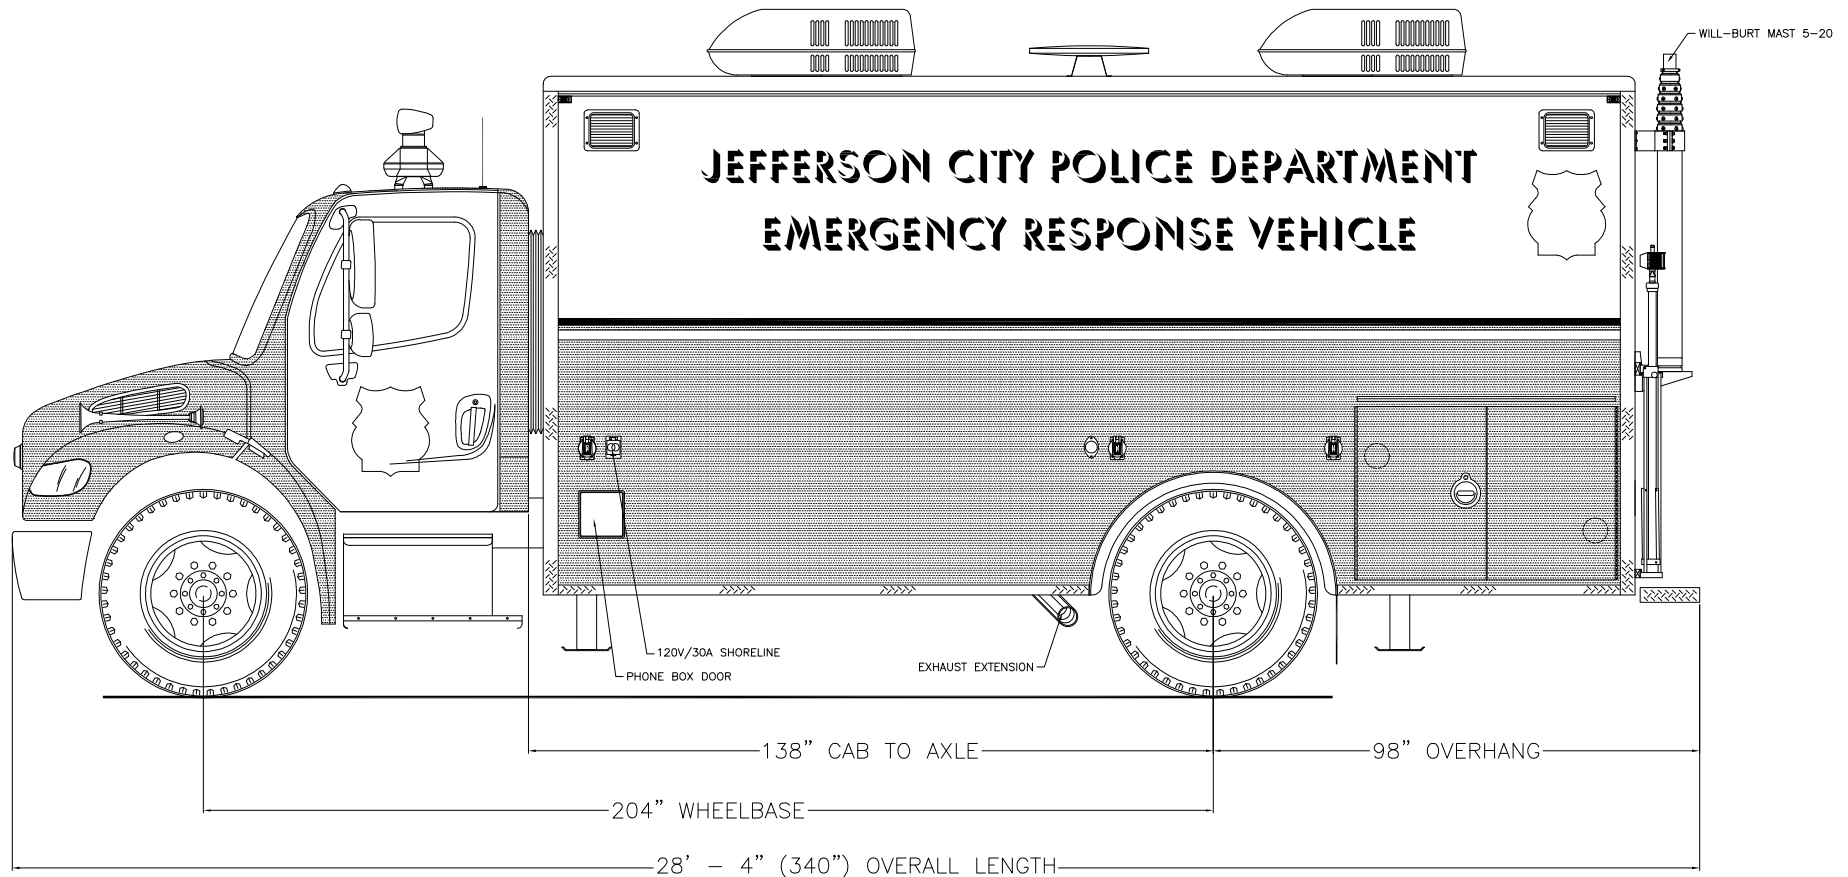 WILL-BURT MAST 5-20
JEFFERSON CITY POLICE DEPARTMENT
EMERGENCY RESPONSE VEHICLE
120V/30A SHORELINE
PHONE BOX DOOR
EXHAUST EXTENSION
138" CAB TO AXLE
98" OVERHANG
204" WHEELBASE
28' - 4" (340") OVERALL LENGTH